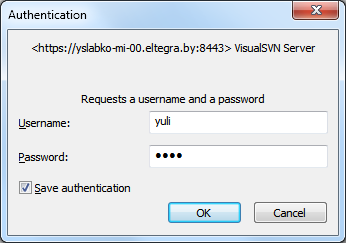 Authentication
<https://yslabko-mi-00.eltegra.by:8443> VisualSVN Server
Requests a username and a password
Username:
yuli
Password:
••••
Save authentication
OK
Cancel